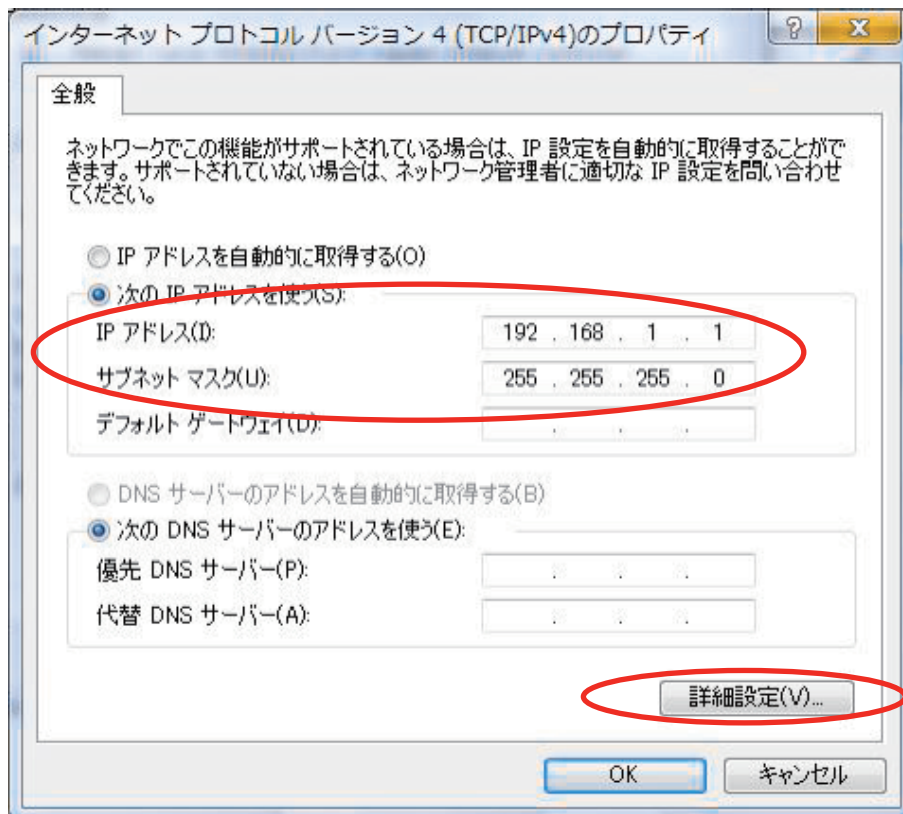 インターネット プロトコル バージョン 4 (TCP/IPv4)のプロパティ
全般
ネットワークでこの機能がサポートされている場合は、IP 設定を自動的に取得することがで
きます。サポートされていない場合は、ネットワーク管理者に適切な IP 設定を問い合わせ
てください。
IP アドレスを自動的に取得する(O)
次の IP アドレスを使う(S):
IP アドレス(I): 192 . 168 . 1 . 1
サブネット マスク(U): 255 . 255 . 255 . 0
デフォルト ゲートウェイ(D): . . .
DNS サーバーのアドレスを自動的に取得する(B)
次の DNS サーバーのアドレスを使う(E):
優先 DNS サーバー(P): . . .
代替 DNS サーバー(A): . . .
詳細設定(V)...
OK キャンセル